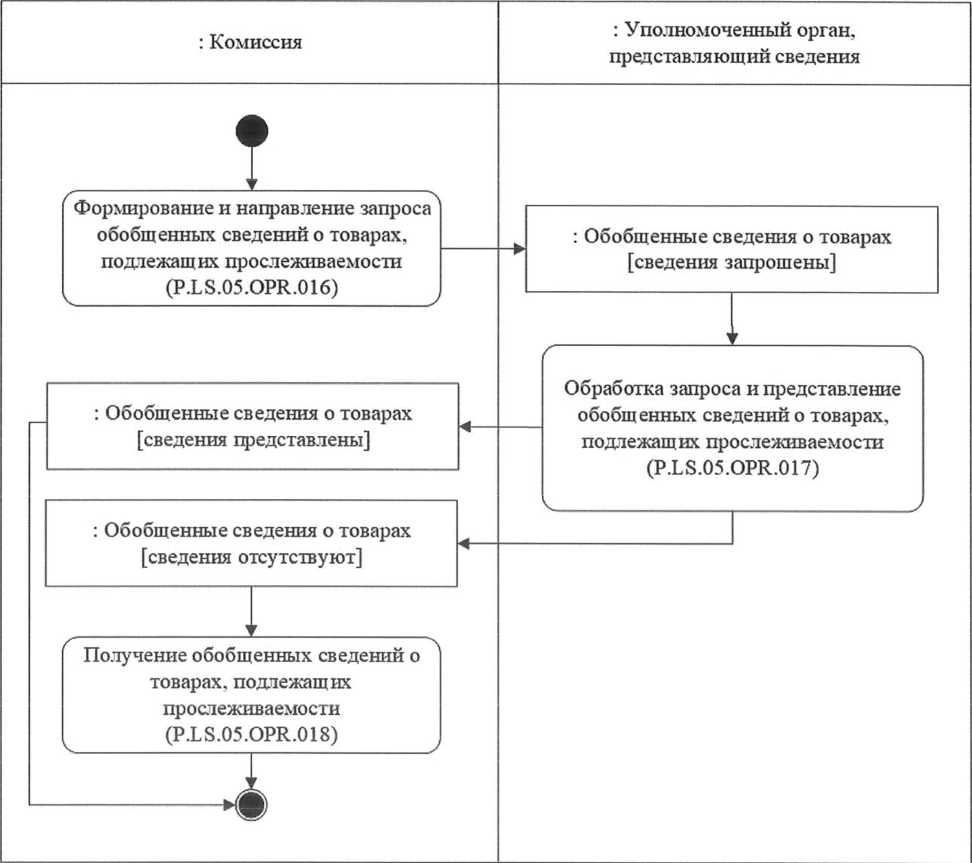 : Комиссия
: Уполномоченный орган,
представляющий сведения
Формирование и направление запроса
обобщенных сведений о товарах,
подлежащих прослеживаемости
(P.LS.05.OPR.016)
: Обобщенные сведения о товарах
[сведения запрошены]
Обработка запроса и представление
обобщенных сведений о товарах,
подлежащих прослеживаемости
(P.LS.05.OPR.017)
: Обобщенные сведения о товарах
[сведения представлены]
: Обобщенные сведения о товарах
[сведения отсутствуют]
Получение обобщенных сведений о
товарах, подлежащих
прослеживаемости
(P.LS.05.OPR.018)